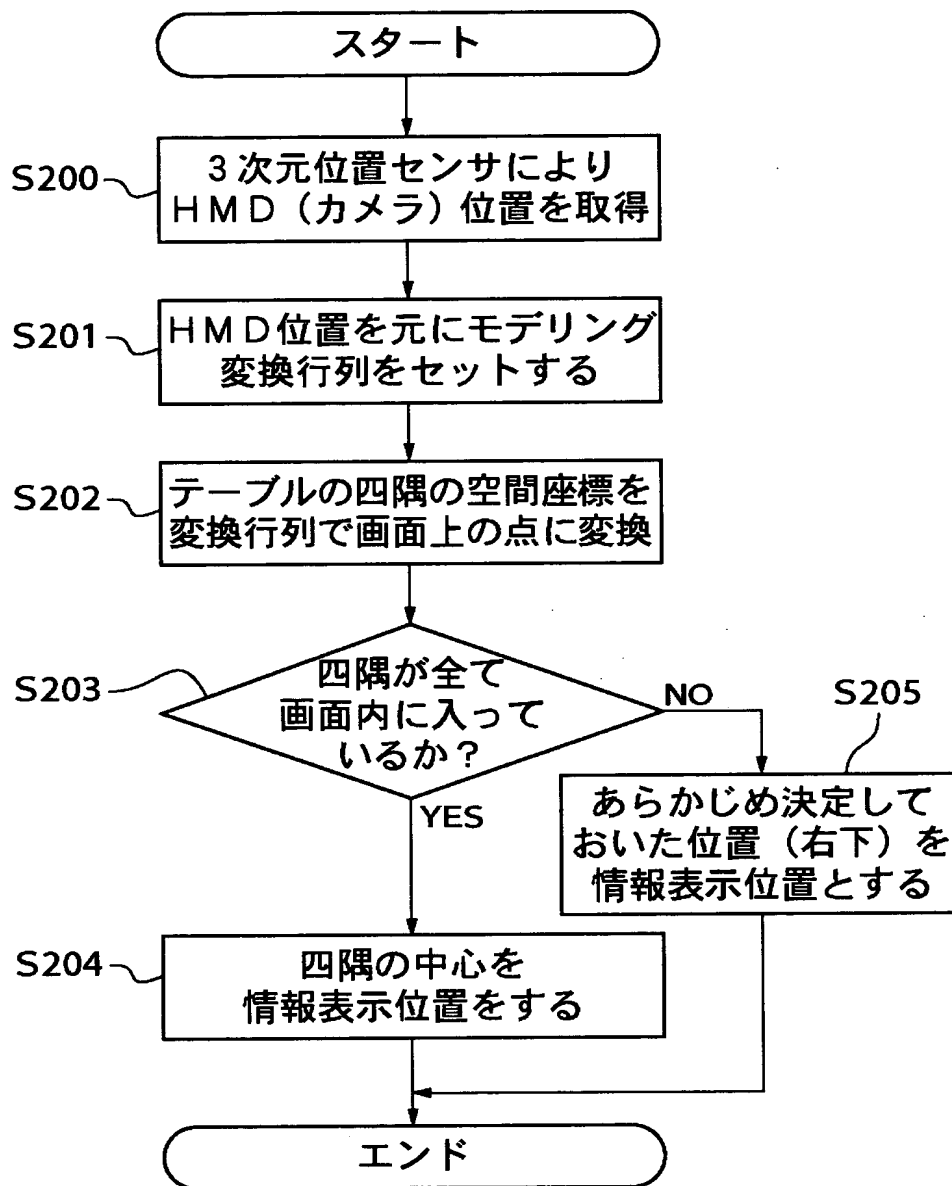 スタート
S200
3次元位置センサにより
HMD(カメラ)位置を取得
S201
HMD位置を元にモデリング
変換行列をセットする
S202
テーブルの四隅の空間座標を
変換行列で画面上の点に変換
S203
四隅が全て
画面内に入って
いるか?
NO
YES
S205
あらかじめ決定して
おいた位置(右下)を
情報表示位置とする
S204
四隅の中心を
情報表示位置をする
エンド